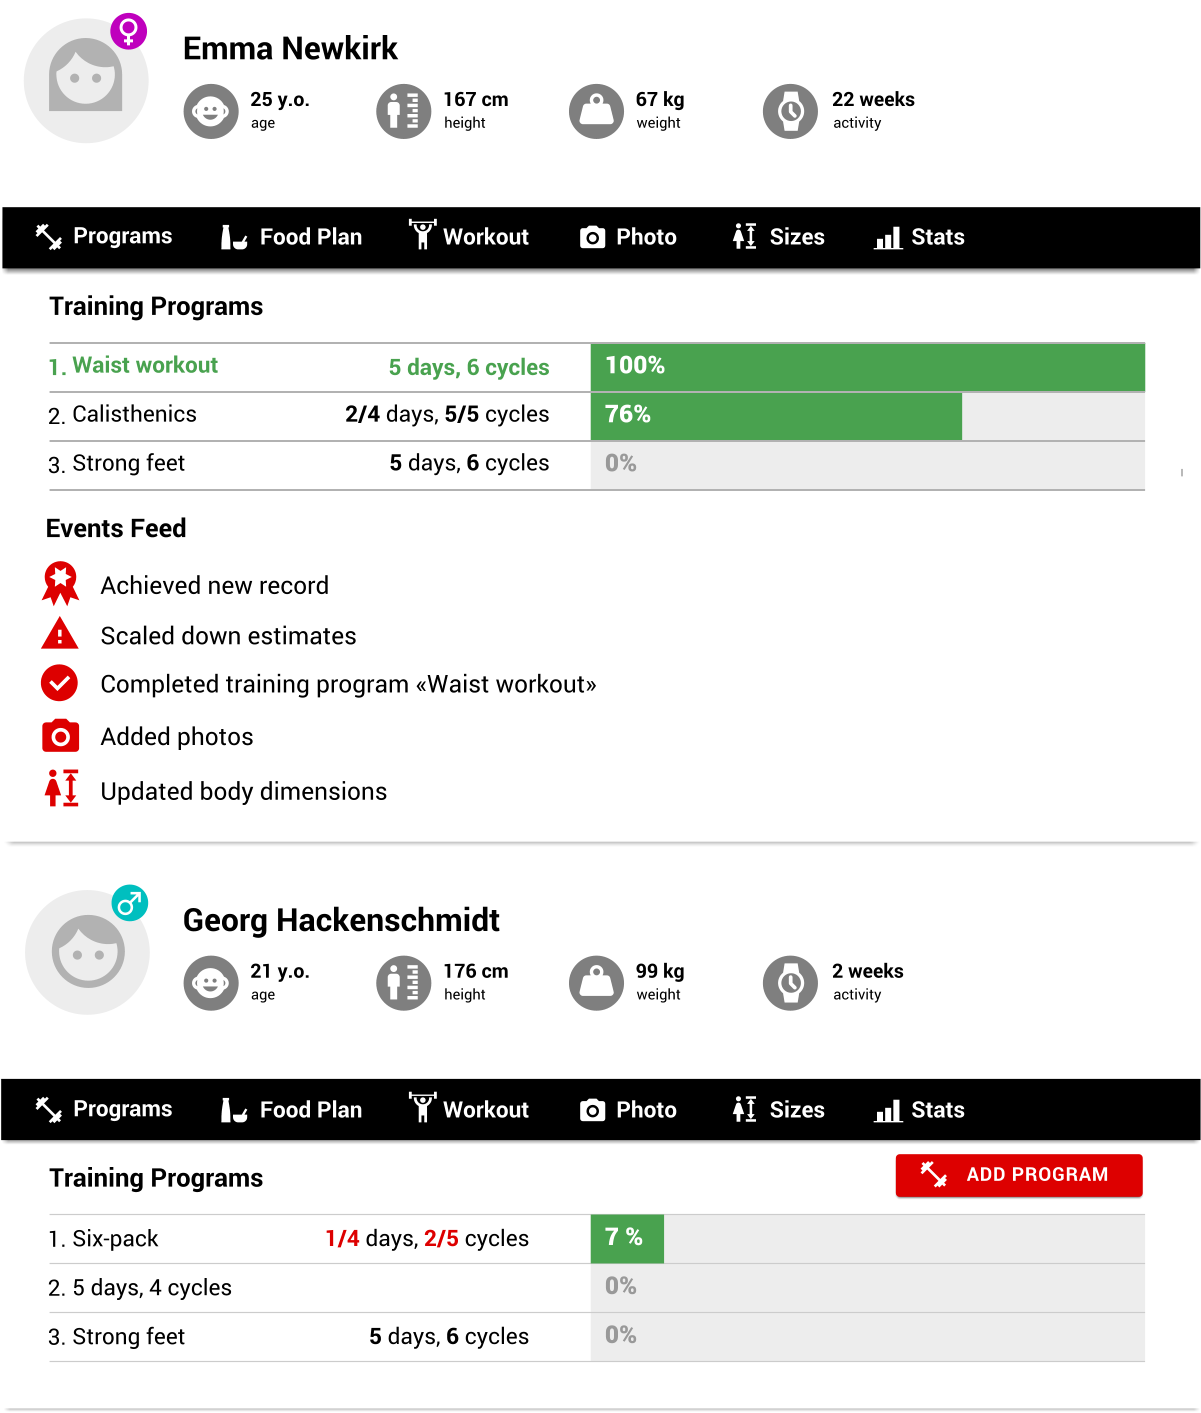 Emma Newkirk
25 y.o. 167 cm 67 kg 22 weeks
age height weight activity
Programs Food Plan Workout Photo Sizes Stats
Training Programs
1. Waist workout 5 days, 6 cycles 100%
2. Calisthenics 2/4 days, 5/5 cycles 76%
3. Strong feet 5 days, 6 cycles 0%
Events Feed
Achieved new record
Scaled down estimates
Completed training program «Waist workout»
Added photos
Updated body dimensions
Georg Hackenschmidt
21 y.o. 176 cm 99 kg 2 weeks
age height weight activity
Programs Food Plan Workout Photo Sizes Stats
Training Programs ADD PROGRAM
1. Six-pack 1/4 days, 2/5 cycles 7 %
2. 5 days, 4 cycles 0%
3. Strong feet 5 days, 6 cycles 0%